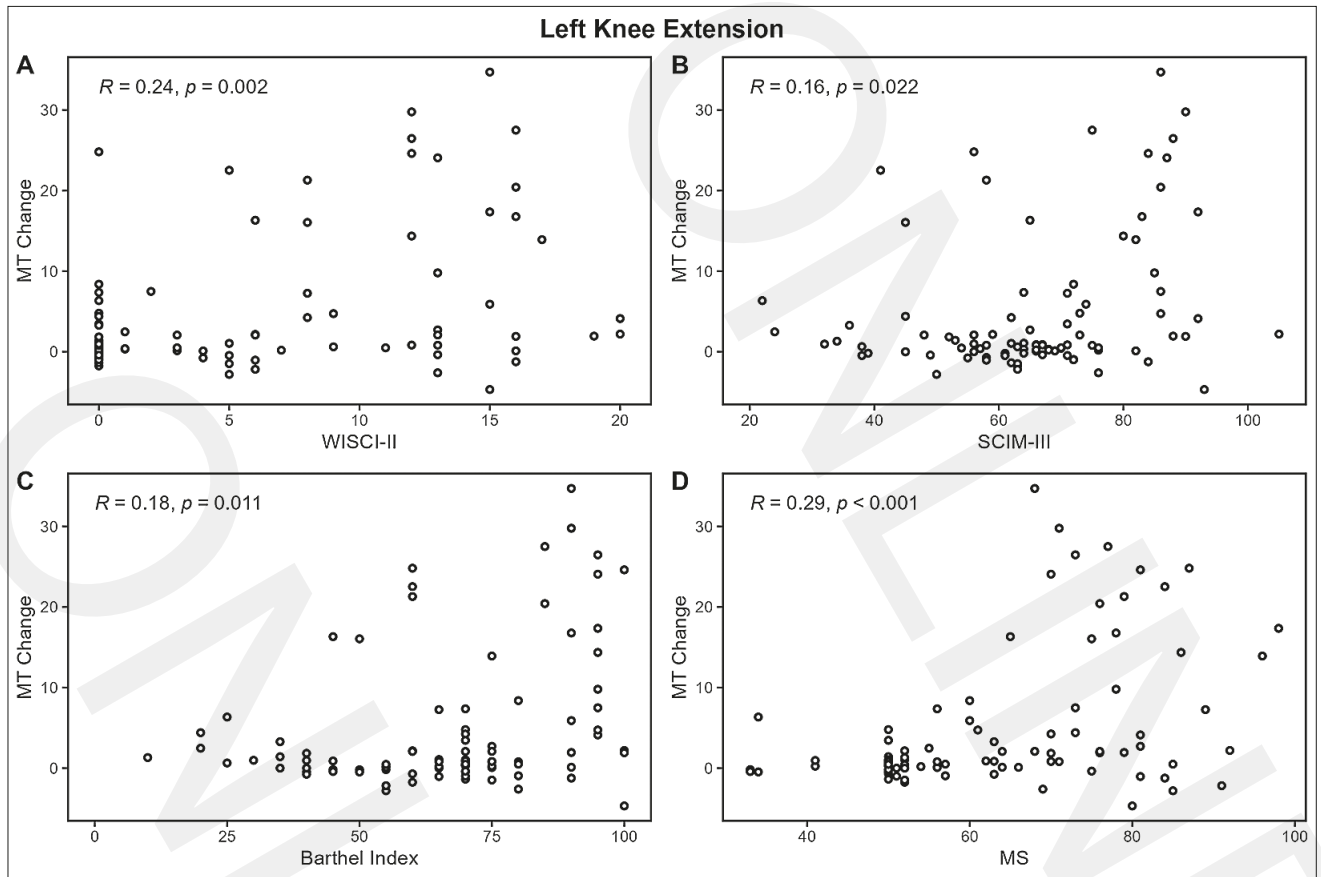 Left Knee Extension
A
R = 0.24, p = 0.002
MT Change
30
20
10
0
0
5
10
15
20
WISCI-II
B
R = 0.16, p = 0.022
MT Change
30
20
10
0
20
40
60
80
100
SCIM-III
C
R = 0.18, p = 0.011
MT Change
30
20
10
0
0
25
50
75
100
Barthel Index
D
R = 0.29, p < 0.001
MT Change
30
20
10
0
40
60
80
100
MS